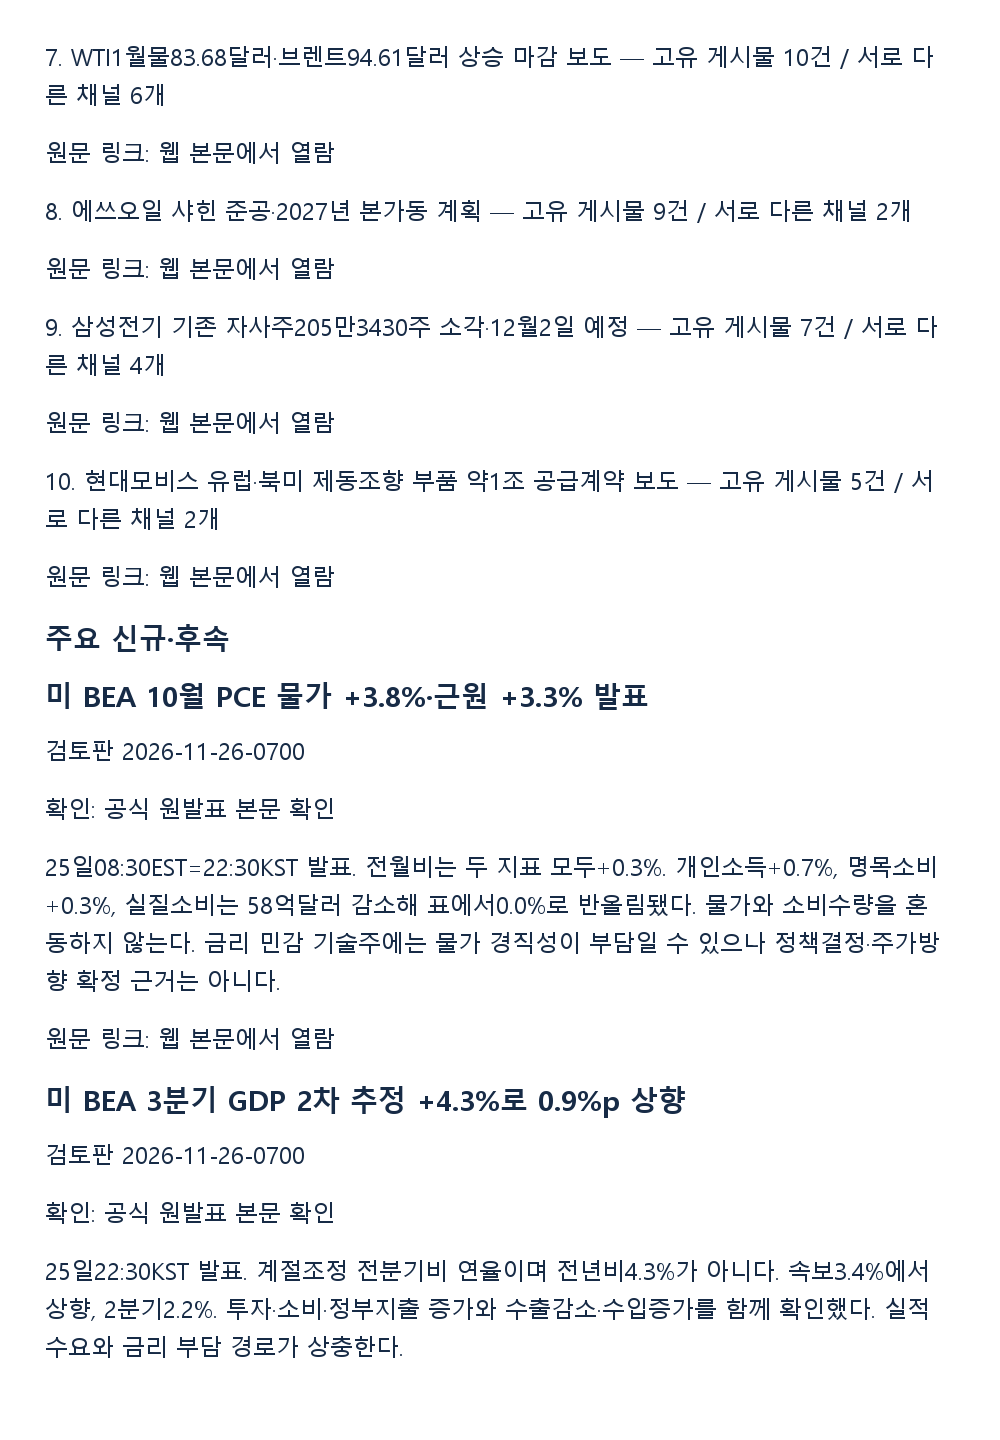 7. WTI1월물83.68달러·브렌트94.61달러 상승 마감 보도 — 고유 게시물 10건 / 서로 다
른 채널 6개
원문 링크: 웹 본문에서 열람
8. 에쓰오일 샤힌 준공·2027년 본가동 계획 — 고유 게시물 9건 / 서로 다른 채널 2개
원문 링크: 웹 본문에서 열람
9. 삼성전기 기존 자사주205만3430주 소각·12월2일 예정 — 고유 게시물 7건 / 서로 다
른 채널 4개
원문 링크: 웹 본문에서 열람
10. 현대모비스 유럽·북미 제동조향 부품 약1조 공급계약 보도 — 고유 게시물 5건 / 서
로 다른 채널 2개
원문 링크: 웹 본문에서 열람
주요 신규·후속
미 BEA 10월 PCE 물가 +3.8%·근원 +3.3% 발표
검토판 2026-11-26-0700
확인: 공식 원발표 본문 확인
25일08:30EST=22:30KST 발표. 전월비는 두 지표 모두+0.3%. 개인소득+0.7%, 명목소비
+0.3%, 실질소비는 58억달러 감소해 표에서0.0%로 반올림됐다. 물가와 소비수량을 혼
동하지 않는다. 금리 민감 기술주에는 물가 경직성이 부담일 수 있으나 정책결정·주가방
향 확정 근거는 아니다.
원문 링크: 웹 본문에서 열람
미 BEA 3분기 GDP 2차 추정 +4.3%로 0.9%p 상향
검토판 2026-11-26-0700
확인: 공식 원발표 본문 확인
25일22:30KST 발표. 계절조정 전분기비 연율이며 전년비4.3%가 아니다. 속보3.4%에서
상향, 2분기2.2%. 투자·소비·정부지출 증가와 수출감소·수입증가를 함께 확인했다. 실적
수요와 금리 부담 경로가 상충한다.